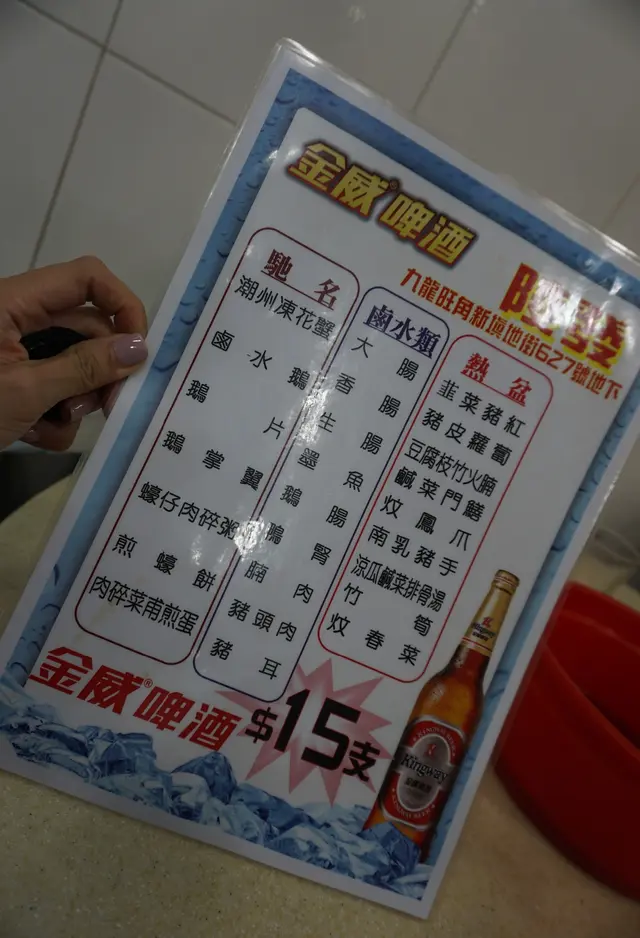 金威®啤酒
發
九龍旺角新填地街627號地下
馳名
潮州凍花蟹
鹵水鵝
鵝片
鵝掌翼
蠔仔肉碎粥
煎蠔餅
肉碎菜甫煎蛋
鹵水類
大腸
香腸
生腸
墨魚
鵝腸
鴨腎
腩肉
豬頭肉
豬耳
熱盆
韭菜豬紅
豬皮蘿蔔
豆腐枝竹火腩
鹹菜門鱔
炆鳳爪
南乳豬手
涼瓜鹹菜排骨湯
竹筍
炆春菜
金威®啤酒
$15支
Kingway